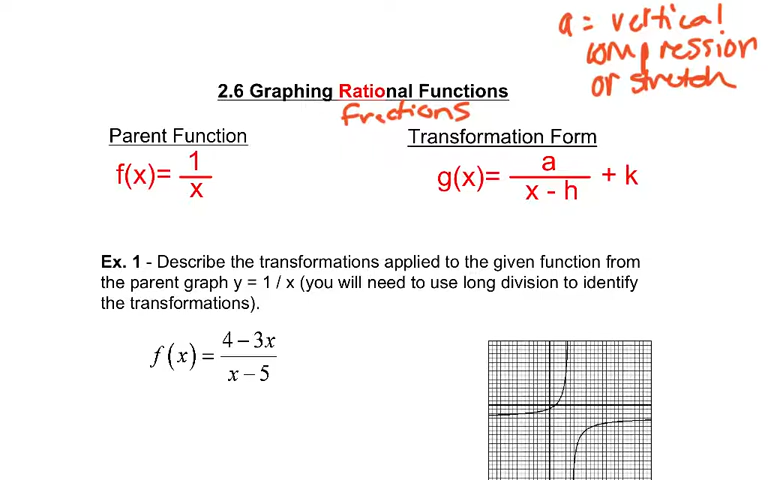 a = vertical
compression
or stretch
2.6 Graphing Rational Functions
fractions
Parent Function
f(x)= 1/x
Transformation Form
g(x)= a/(x - h) + k
Ex. 1 - Describe the transformations applied to the given function from
the parent graph y = 1 / x (you will need to use long division to identify
the transformations).
f(x) = (4 − 3x)/(x − 5)